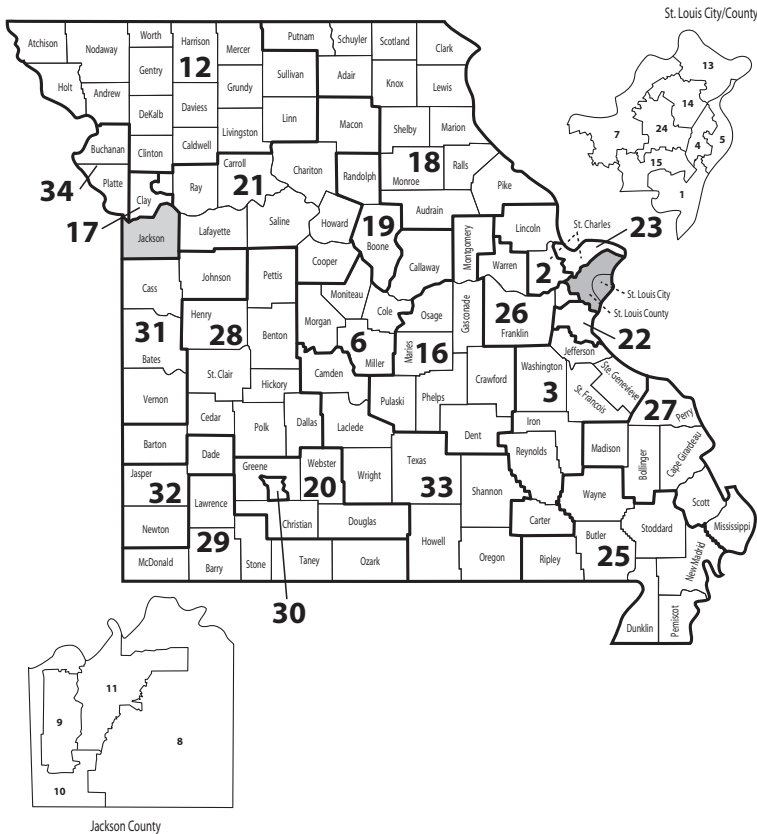 St. Louis City/County
13
14
7
24
4
5
15
1
Atchison
Nodaway
Worth
Harrison
Mercer
Putnam
Schuyler
Scotland
Clark
Gentry
12
Sullivan
Adair
Knox
Lewis
Holt
Andrew
Grundy
DeKalb
Daviess
Linn
Macon
Shelby
Marion
Livingston
Buchanan
Clinton
Caldwell
Carroll
Chariton
Randolph
18
Ralls
Monroe
Pike
34
Platte
Clay
Ray
21
Audrain
17
Jackson
Lafayette
Saline
Howard
19
Boone
Callaway
Montgomery
Lincoln
St. Charles
23
Warren
2
Cooper
Cass
Johnson
Pettis
Moniteau
Cole
Osage
Gasconade
26
Franklin
St. Louis City
St. Louis County
22
31
Henry
28
Benton
Morgan
6
Miller
Maries
16
Jefferson
Bates
St. Clair
Hickory
Camden
Pulaski
Phelps
Crawford
Washington
3
Ste. Genevieve
St. Francois
27
Perry
Vernon
Cedar
Polk
Dallas
Laclede
Dent
Iron
Reynolds
Madison
Bollinger
Cape Girardeau
Barton
Dade
Greene
Webster
20
Wright
Texas
33
Shannon
Wayne
Scott
Jasper
32
Lawrence
Newton
Christian
Douglas
Carter
Butler
25
Stoddard
Mississippi
New Madrid
29
McDonald
Barry
Stone
Taney
Ozark
Howell
Oregon
Ripley
30
Dunklin
Pemiscot
11
9
8
10
Jackson County